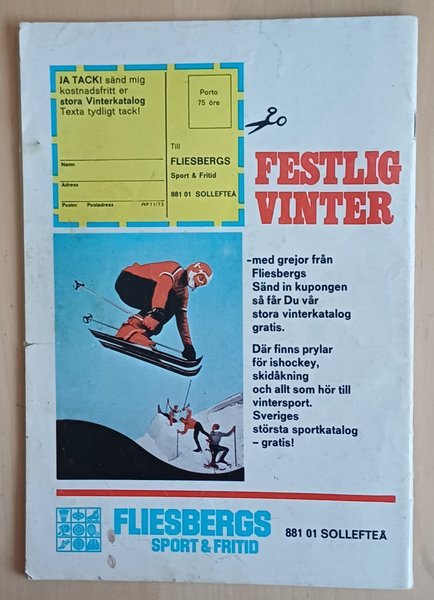 JA TACK! sänd mig
kostnadsfritt er
stora Vinterkatalog
Texta tydligt tack!
Porto
75 öre
Till
FLIESBERGS
Sport & Fritid
881 01 SOLLEFTEÅ
Namn
Adress
Postnr Postadress WP 11/73
FESTLIG
VINTER
-med grejor från
Fliesbergs
Sänd in kupongen
så får Du vår
stora vinterkatalog
gratis.
Där finns prylar
för ishockey,
skidåkning
och allt som hör till
vintersport.
Sveriges
största sportkatalog
– gratis!
FLIESBERGS
SPORT & FRITID
881 01 SOLLEFTEÅ